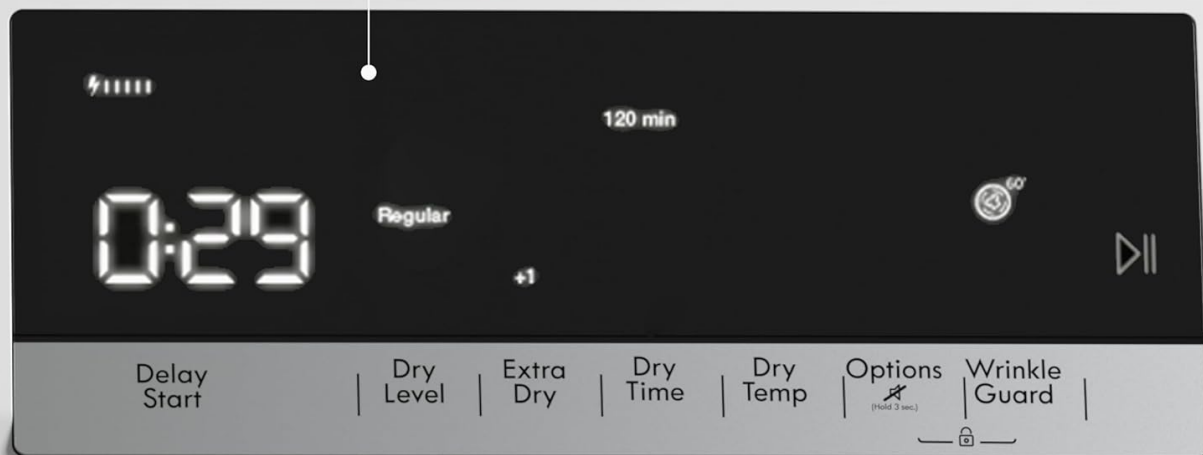 120 min
60'
0:29
Regular
+1
Delay
Start
Dry
Level
Extra
Dry
Dry
Time
Dry
Temp
Options
(Hold 3 sec.)
Wrinkle
Guard